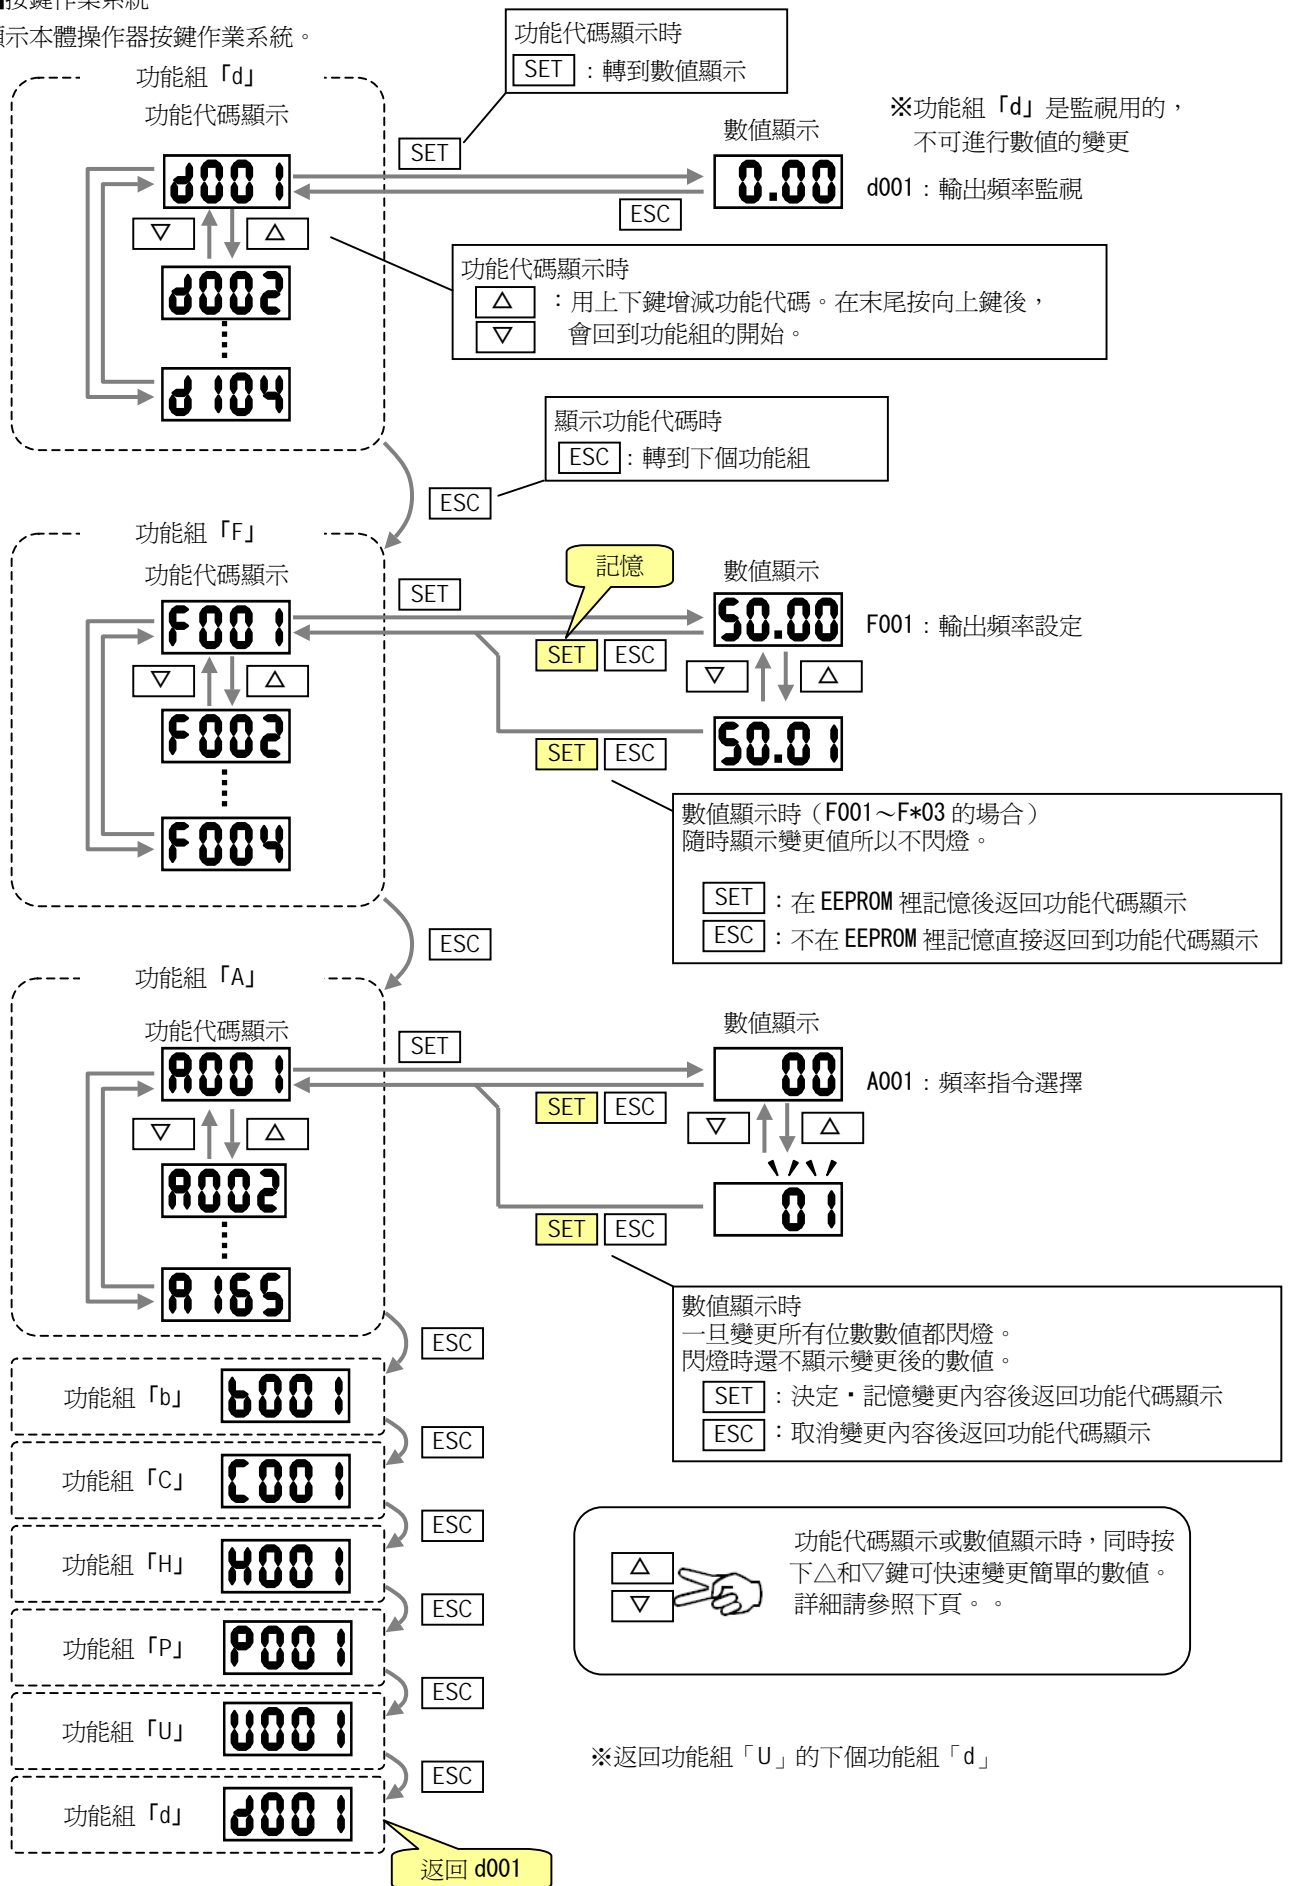 ■按鍵作業系統
顯示本體操作器按鍵作業系統。
功能代碼顯示時
SET：轉到數值顯示
功能組「d」
功能代碼顯示
d001
SET
ESC
數值顯示
0.00
※功能組「d」是監視用的，
不可進行數值的變更
d001：輸出頻率監視
▽ △
d002
d104
功能代碼顯示時
△：用上下鍵增減功能代碼。在末尾按向上鍵後，
▽ 會回到功能組的開始。
顯示功能代碼時
ESC：轉到下個功能組
ESC
功能組「F」
功能代碼顯示
F001
SET
記憶
SET ESC
數值顯示
50.00
F001：輸出頻率設定
▽ △
▽ △
F002
SET ESC
50.01
F004
數值顯示時（F001～F*03 的場合）
隨時顯示變更值所以不閃燈。
SET：在 EEPROM 裡記憶後返回功能代碼顯示
ESC：不在 EEPROM 裡記憶直接返回到功能代碼顯示
ESC
功能組「A」
功能代碼顯示
A001
SET
SET ESC
數值顯示
00
A001：頻率指令選擇
▽ △
▽ △
A002
SET ESC
01
A165
數值顯示時
一旦變更所有位數數值都閃燈。
閃燈時還不顯示變更後的數值。
SET：決定・記憶變更內容後返回功能代碼顯示
ESC：取消變更內容後返回功能代碼顯示
ESC
功能組「b」 b001
ESC
功能組「C」 C001
ESC
功能組「H」 H001
ESC
功能組「P」 P001
ESC
功能組「U」 U001
ESC
功能組「d」 d001
返回 d001
△
▽
功能代碼顯示或數值顯示時，同時按
下△和▽鍵可快速變更簡單的數值。
詳細請參照下頁。。
※返回功能組「U」的下個功能組「d」